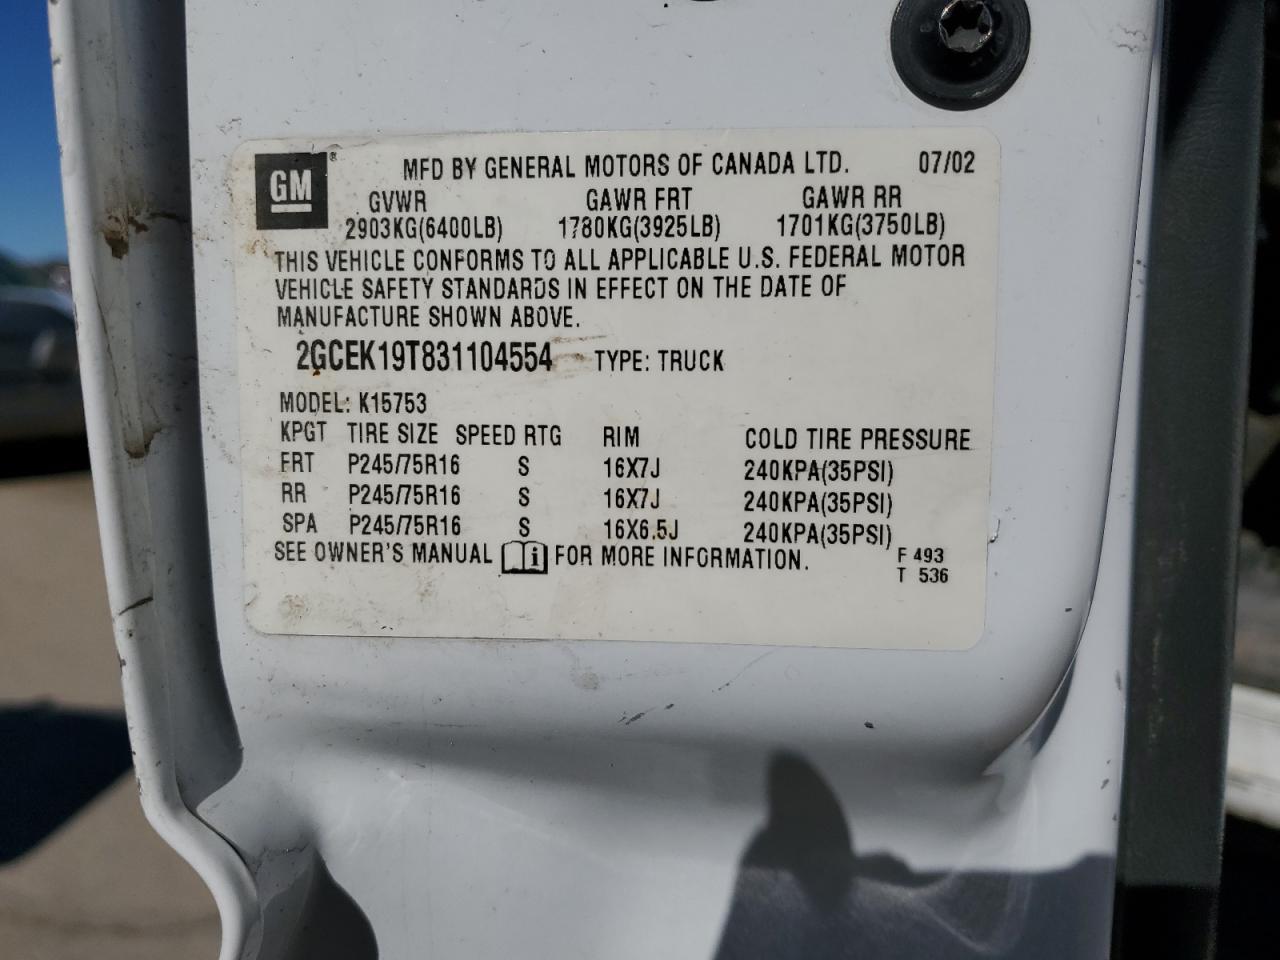 GM ®
MFD BY GENERAL MOTORS OF CANADA LTD. 07/02
GVWR GAWR FRT GAWR RR
2903KG(6400LB) 1780KG(3925LB) 1701KG(3750LB)
THIS VEHICLE CONFORMS TO ALL APPLICABLE U.S. FEDERAL MOTOR
VEHICLE SAFETY STANDARDS IN EFFECT ON THE DATE OF
MANUFACTURE SHOWN ABOVE.
2GCEK19T831104554 TYPE: TRUCK
MODEL: K15753
KPGT TIRE SIZE SPEED RTG RIM COLD TIRE PRESSURE
FRT P245/75R16 S 16X7J 240KPA(35PSI)
RR P245/75R16 S 16X7J 240KPA(35PSI)
SPA P245/75R16 S 16X6.5J 240KPA(35PSI)
SEE OWNER'S MANUAL i FOR MORE INFORMATION.
F 493
T 536